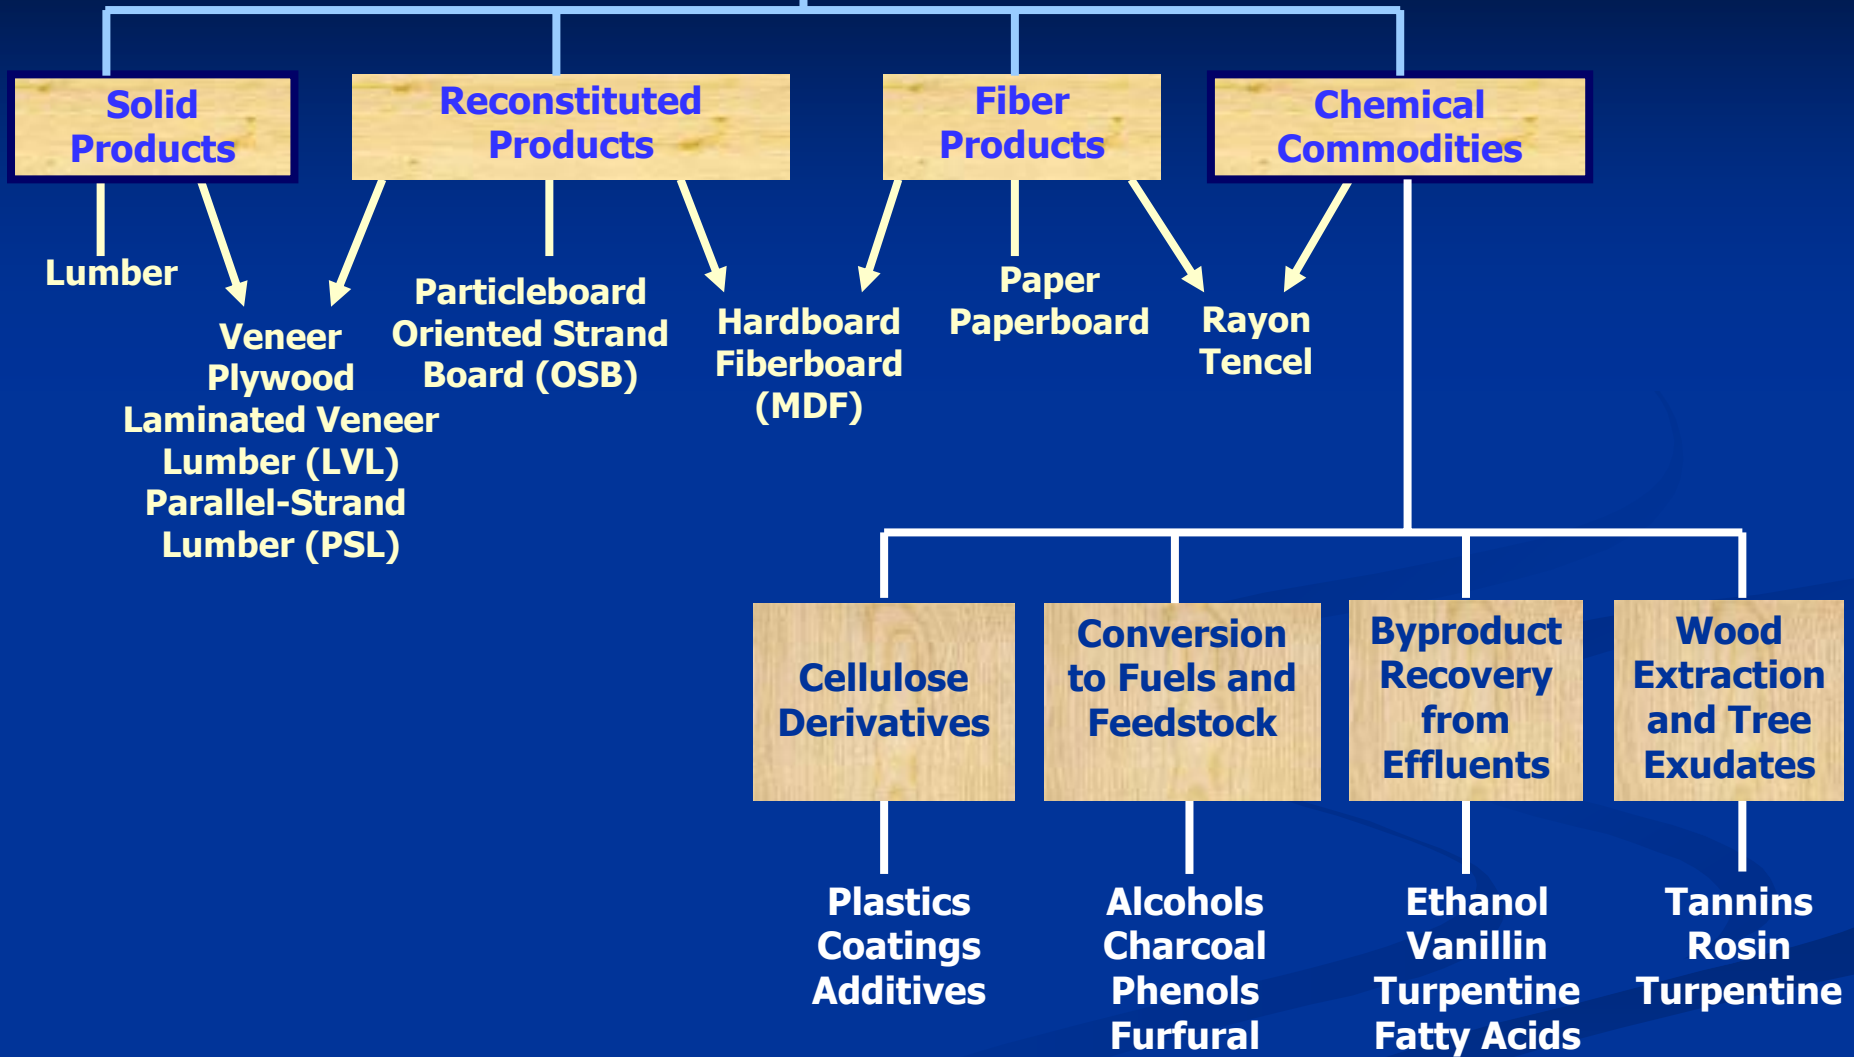 Solid
Products
Reconstituted
Products
Fiber
Products
Chemical
Commodities
Lumber
Veneer
Plywood
Laminated Veneer
Lumber (LVL)
Parallel-Strand
Lumber (PSL)
Particleboard
Oriented Strand
Board (OSB)
Hardboard
Fiberboard
(MDF)
Paper
Paperboard
Rayon
Tencel
Cellulose
Derivatives
Conversion
to Fuels and
Feedstock
Byproduct
Recovery
from
Effluents
Wood
Extraction
and Tree
Exudates
Plastics
Coatings
Additives
Alcohols
Charcoal
Phenols
Furfural
Ethanol
Vanillin
Turpentine
Fatty Acids
Tannins
Rosin
Turpentine